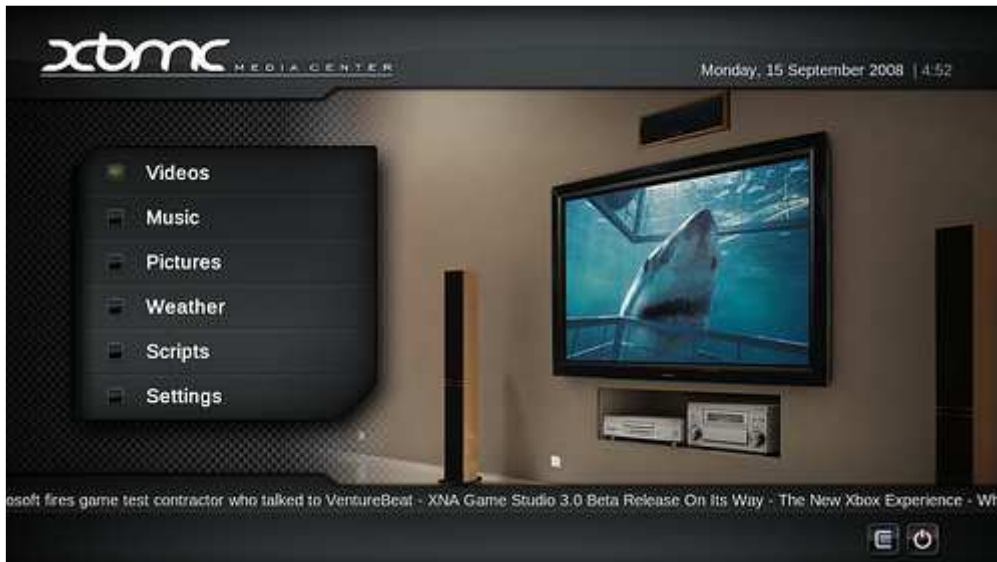 xbmc MEDIA CENTER
Monday, 15 September 2008 | 4:52
Videos
Music
Pictures
Weather
Scripts
Settings
osoft fires game test contractor who talked to VentureBeat - XNA Game Studio 3.0 Beta Release On Its Way - The New Xbox Experience - Wh